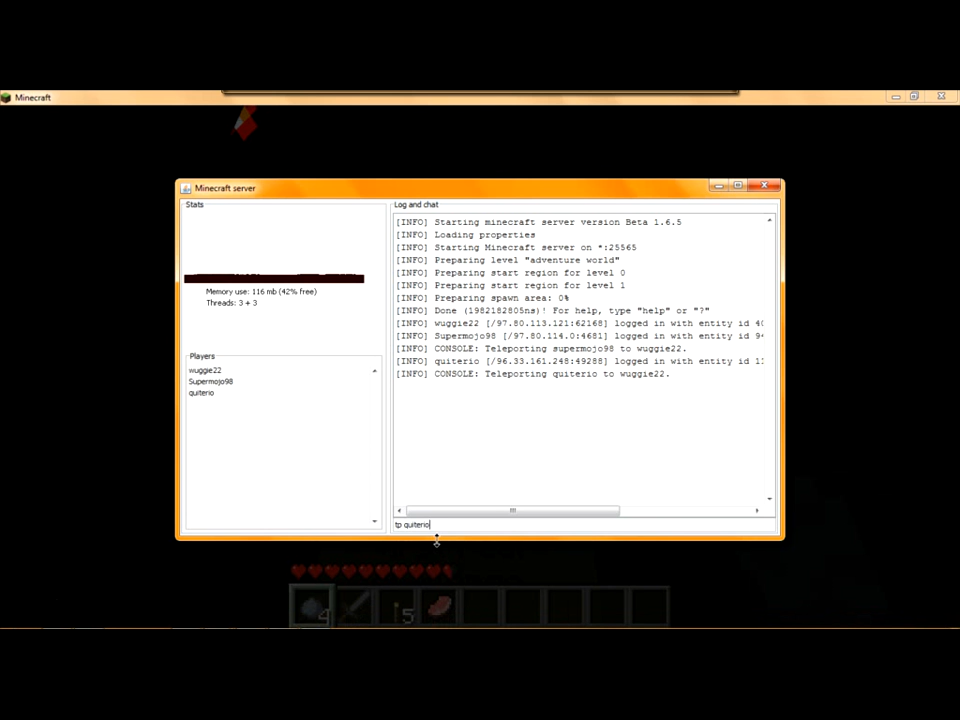 Minecraft
Minecraft server
Stats
Memory use: 116 mb (42% free)
Threads: 3 + 3
Players
wuggie22
Supermojo98
quiterio
Log and chat
[INFO] Starting minecraft server version Beta 1.6.5
[INFO] Loading properties
[INFO] Starting Minecraft server on *:25565
[INFO] Preparing level "adventure world"
[INFO] Preparing start region for level 0
[INFO] Preparing start region for level 1
[INFO] Preparing spawn area: 0%
[INFO] Done (1982182805ns)! For help, type "help" or "?"
[INFO] wuggie22 [/97.80.113.121:62168] logged in with entity id
[INFO] Supermojo98 [/97.80.114.0:4681] logged in with entity id
[INFO] CONSOLE: Teleporting supermojo98 to wuggie22.
[INFO] quiterio [/96.33.161.248:49288] logged in with entity id
[INFO] CONSOLE: Teleporting quiterio to wuggie22.
tp quiterio
4
5